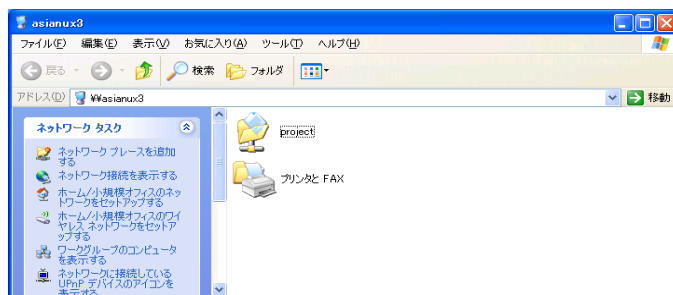 asianux3
ファイル(F) 編集(E) 表示(V) お気に入り(A) ツール(T) ヘルプ(H)
戻る 検索 フォルダ
アドレス(D) ¥¥asianux3 移動
ネットワーク タスク
ネットワーク プレースを追加
する
ネットワーク接続を表示する
ホーム/小規模オフィスのネッ
トワークをセットアップする
ホーム/小規模オフィスのワイ
ヤレス ネットワークをセットア
ップする
ワークグループのコンピュータ
を表示する
ネットワークに接続している
UPnP デバイスのアイコンを
表示する
project
プリンタと FAX